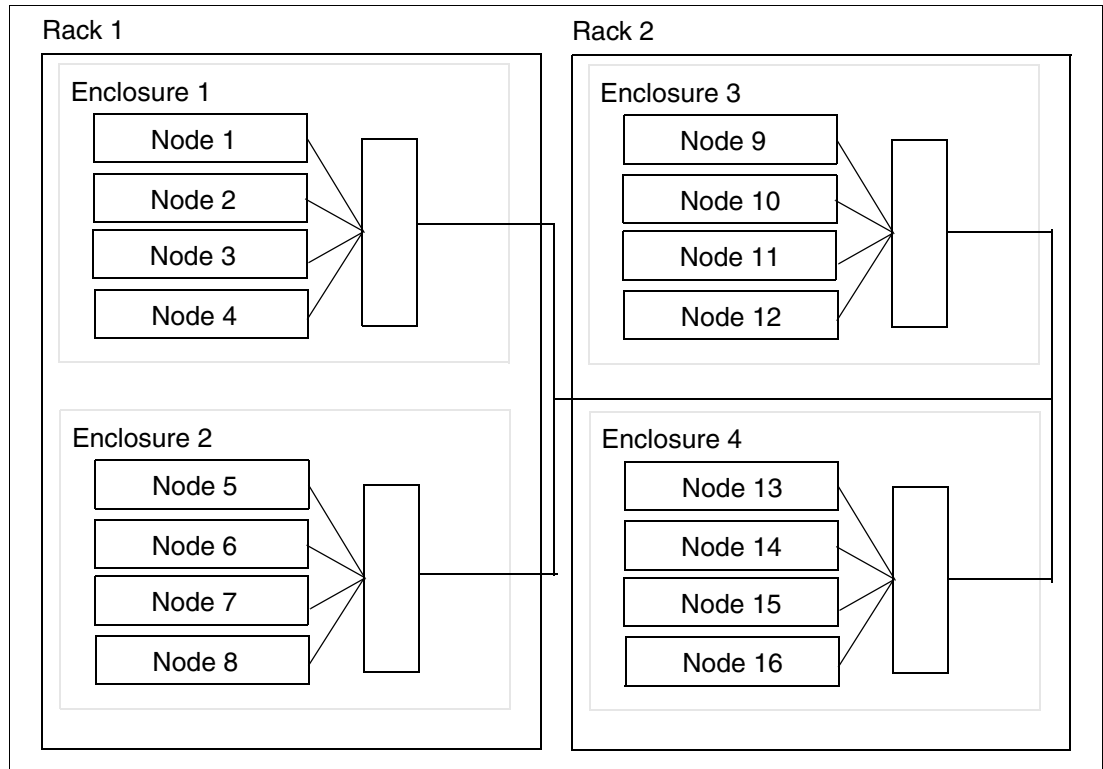 Rack 1
Enclosure 1
Node 1
Node 2
Node 3
Node 4
Enclosure 2
Node 5
Node 6
Node 7
Node 8
Rack 2
Enclosure 3
Node 9
Node 10
Node 11
Node 12
Enclosure 4
Node 13
Node 14
Node 15
Node 16